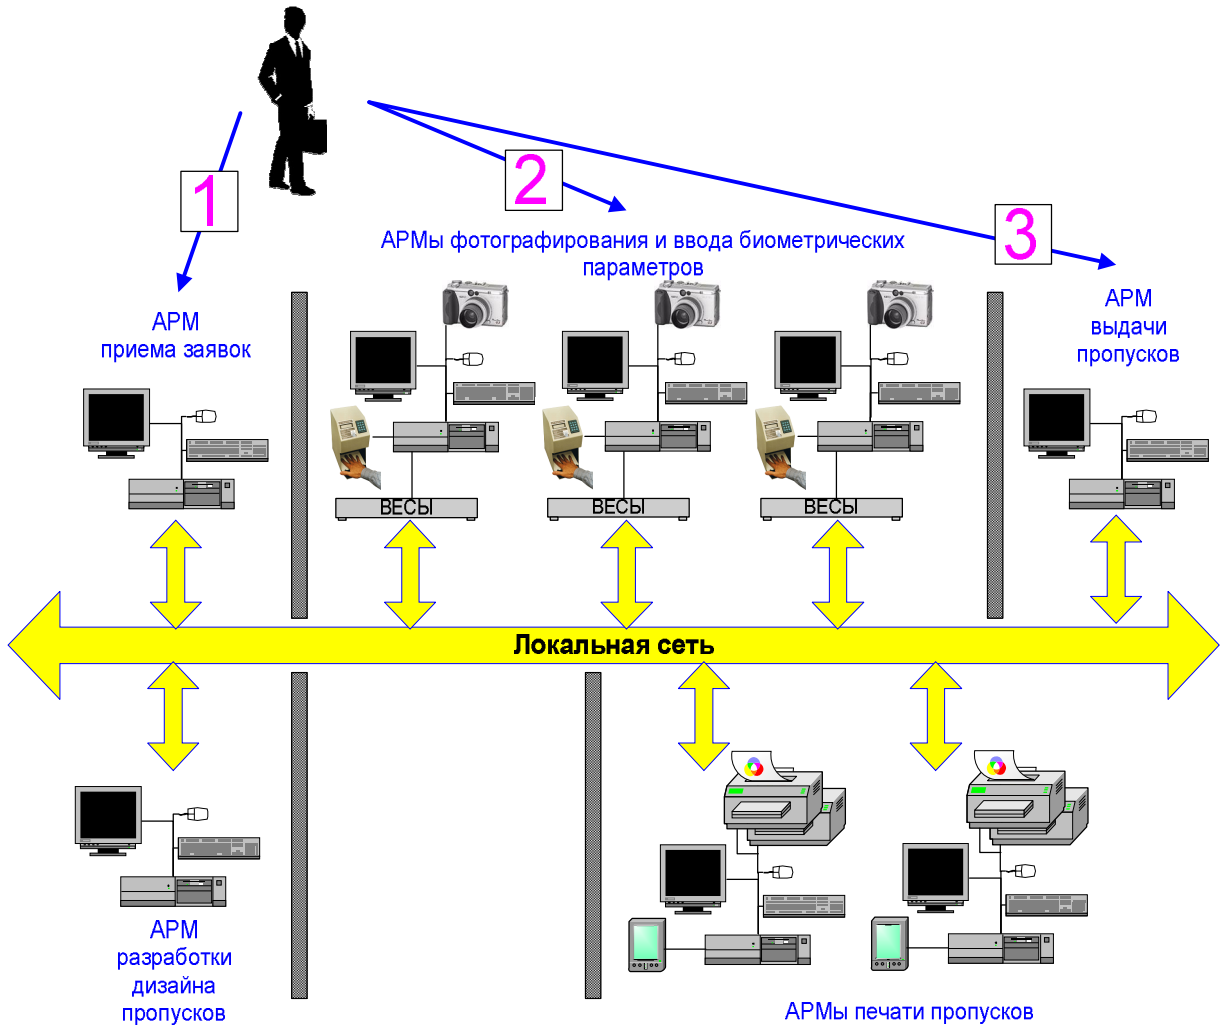 1
2
3
АРМы фотографирования и ввода биометрических
параметров
АРМ
приема заявок
АРМ
выдачи
пропусков
ВЕСЫ
ВЕСЫ
ВЕСЫ
Локальная сеть
АРМ
разработки
дизайна
пропусков
АРМы печати пропусков